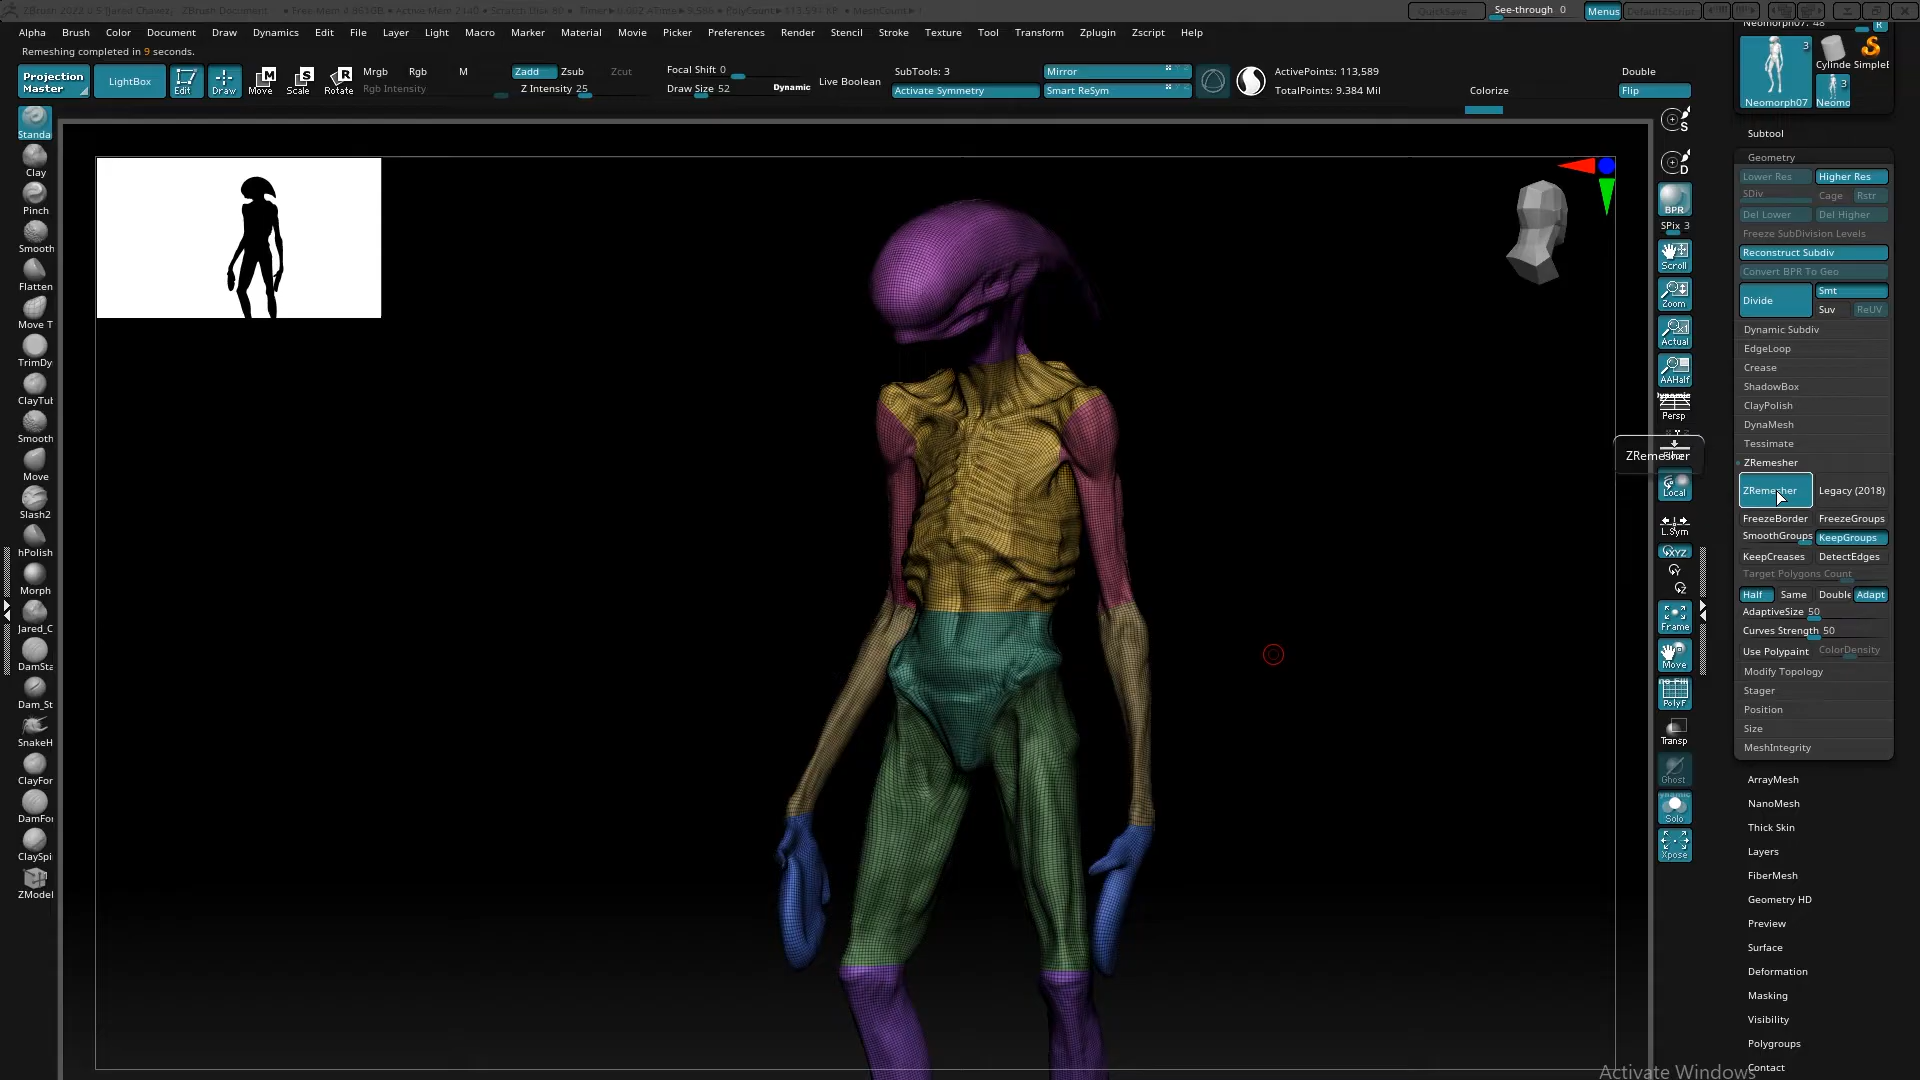 QuickSave See-through 0 Menus DefaultZScript
Alpha Brush Color Document Draw Dynamics Edit File Layer Light Macro Marker Material Movie Picker Preferences Render Stencil Stroke Texture Tool Transform Zplugin Zscript Help
Remeshing completed in 9 seconds.
Projection Master
LightBox
Edit
Draw
Move
Scale
Rotate
Mrgb Rgb M
Rgb Intensity
Zadd Zsub Zcut
Z Intensity 25
Focal Shift 0
Draw Size 52
Dynamic
Live Boolean
SubTools: 3
Activate Symmetry
Mirror
Smart ReSym
ActivePoints: 113,589
TotalPoints: 9.384 Mil
Colorize
Double
Flip
Standa
Clay
Pinch
Smooth
Flatten
Move T
TrimDy
ClayTub
Smooth
Move
Slash2
hPolish
Morph
Jared_C
DamSta
Dam_St
SnakeH
ClayFor
DamFor
ClaySpi
ZModel
S
D
BPR
SPix 3
Scroll
Zoom
Actual
AAHalf
Persp
Local
L.Sym
XYZ
Y
Z
Frame
Move
PolyF
Transp
Ghost
Solo
Xpose
ZRemesher
3
Neomorph07
Cylinde SimpleE
3
Neomo
Subtool
Geometry
Lower Res Higher Res
SDiv Cage Rstr
Del Lower Del Higher
Freeze SubDivision Levels
Reconstruct Subdiv
Convert BPR To Geo
Divide Smt
Suv ReUV
Dynamic Subdiv
EdgeLoop
Crease
ShadowBox
ClayPolish
DynaMesh
Tessimate
ZRemesher
ZRemesher Legacy (2018)
FreezeBorder FreezeGroups
SmoothGroups KeepGroups
KeepCreases DetectEdges
Target Polygons Count
Half Same Double Adapt
AdaptiveSize 50
Curves Strength 50
Use Polypaint ColorDensity
Modify Topology
Stager
Position
Size
MeshIntegrity
ArrayMesh
NanoMesh
Thick Skin
Layers
FiberMesh
Geometry HD
Preview
Surface
Deformation
Masking
Visibility
Polygroups
Contact
Activate Windows